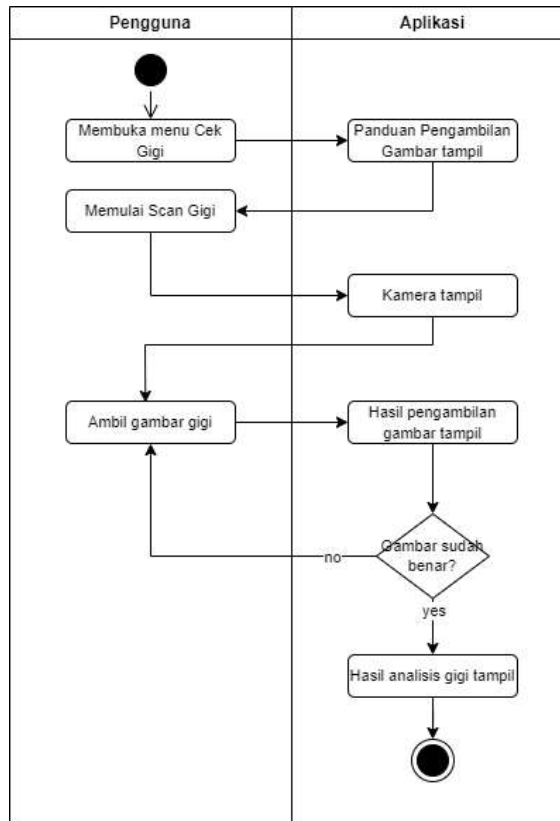 Pengguna
Aplikasi
Membuka menu Cek
Gigi
Panduan Pengambilan
Gambar tampil
Memulai Scan Gigi
Kamera tampil
Ambil gambar gigi
Hasil pengambilan
gambar tampil
Gambar sudah
benar?
no
yes
Hasil analisis gigi tampil